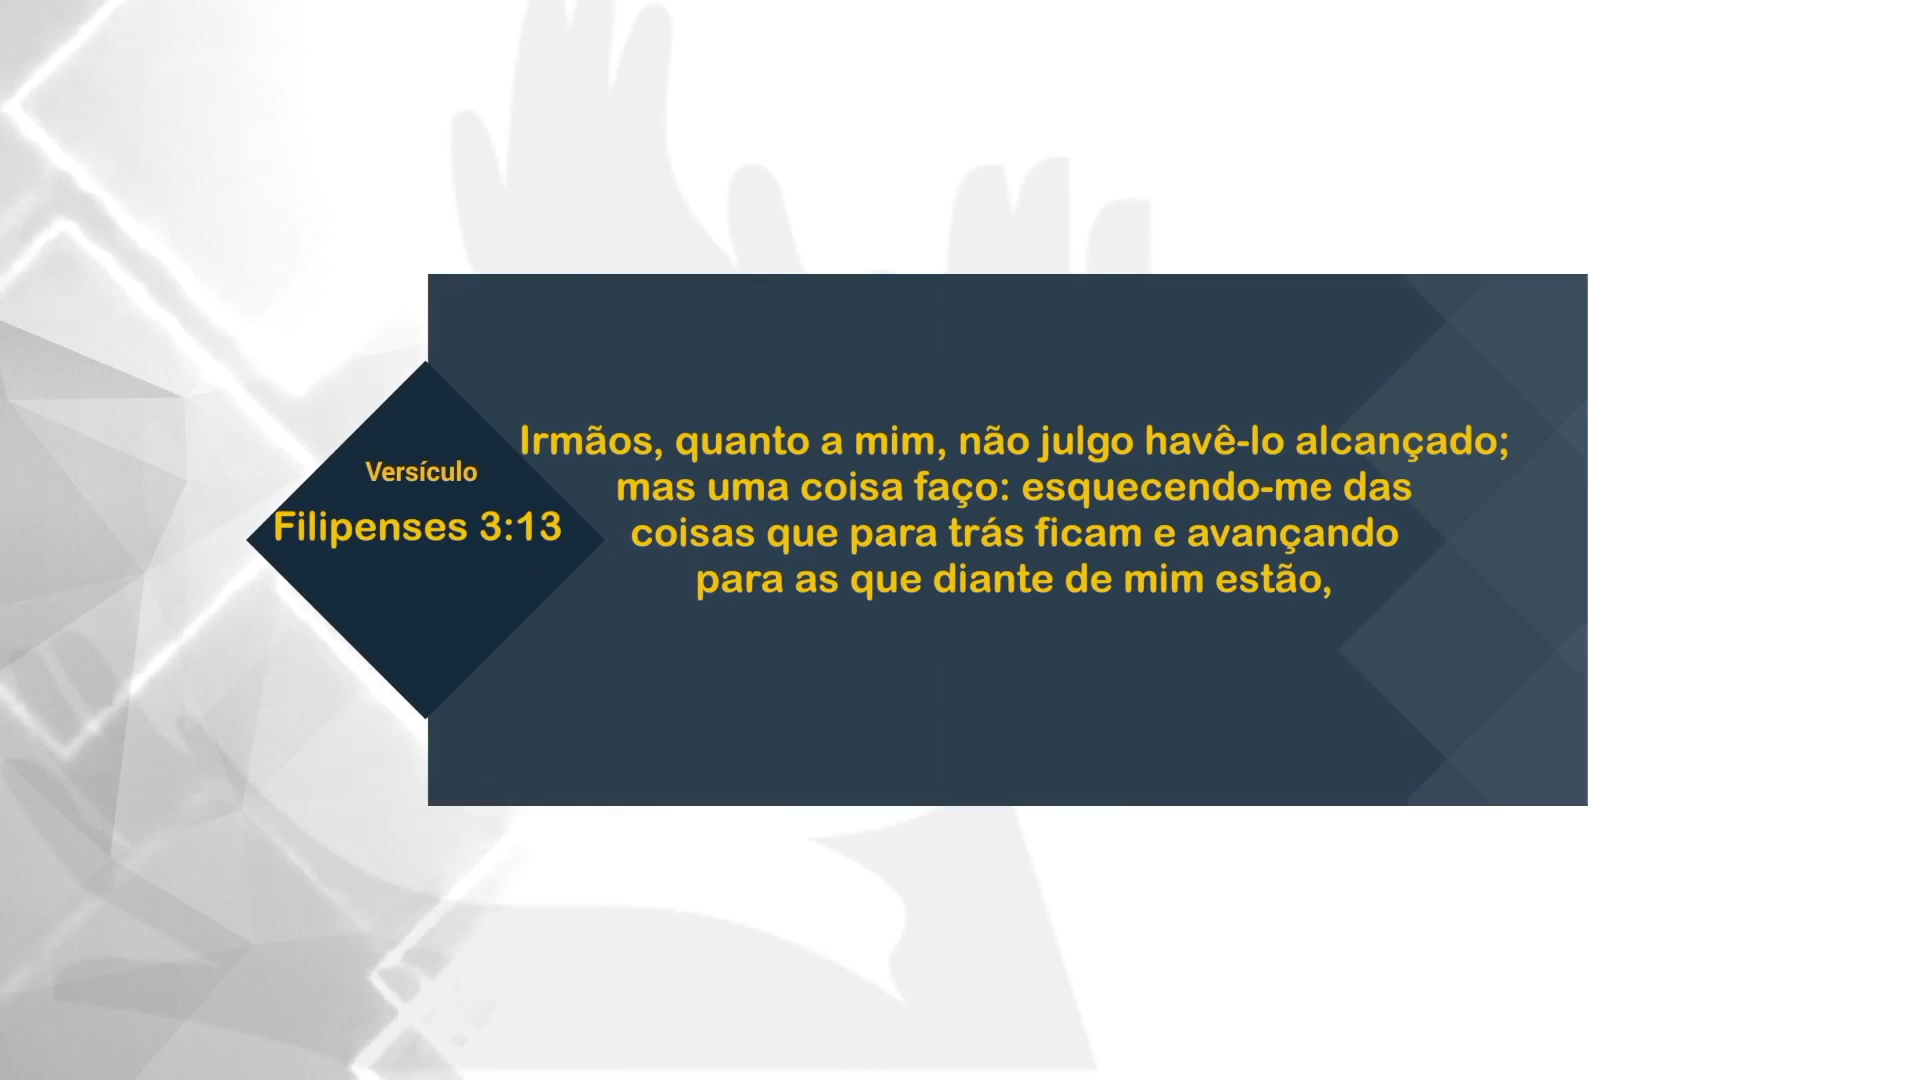 Versículo
Filipenses 3:13
Irmãos, quanto a mim, não julgo havê-lo alcançado;
mas uma coisa faço: esquecendo-me das
coisas que para trás ficam e avançando
para as que diante de mim estão,